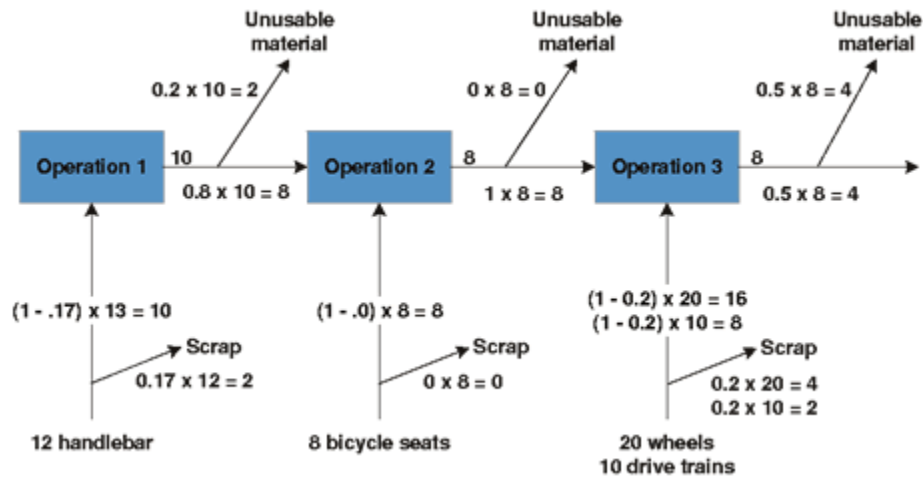 Unusable
material
Unusable
material
Unusable
material
0.2 x 10 = 2
0 x 8 = 0
0.5 x 8 = 4
Operation 1
10
0.8 x 10 = 8
Operation 2
8
1 x 8 = 8
Operation 3
8
0.5 x 8 = 4
(1 - .17) x 13 = 10
(1 - .0) x 8 = 8
(1 - 0.2) x 20 = 16
(1 - 0.2) x 10 = 8
Scrap
0.17 x 12 = 2
Scrap
0 x 8 = 0
Scrap
0.2 x 20 = 4
0.2 x 10 = 2
12 handlebar
8 bicycle seats
20 wheels
10 drive trains